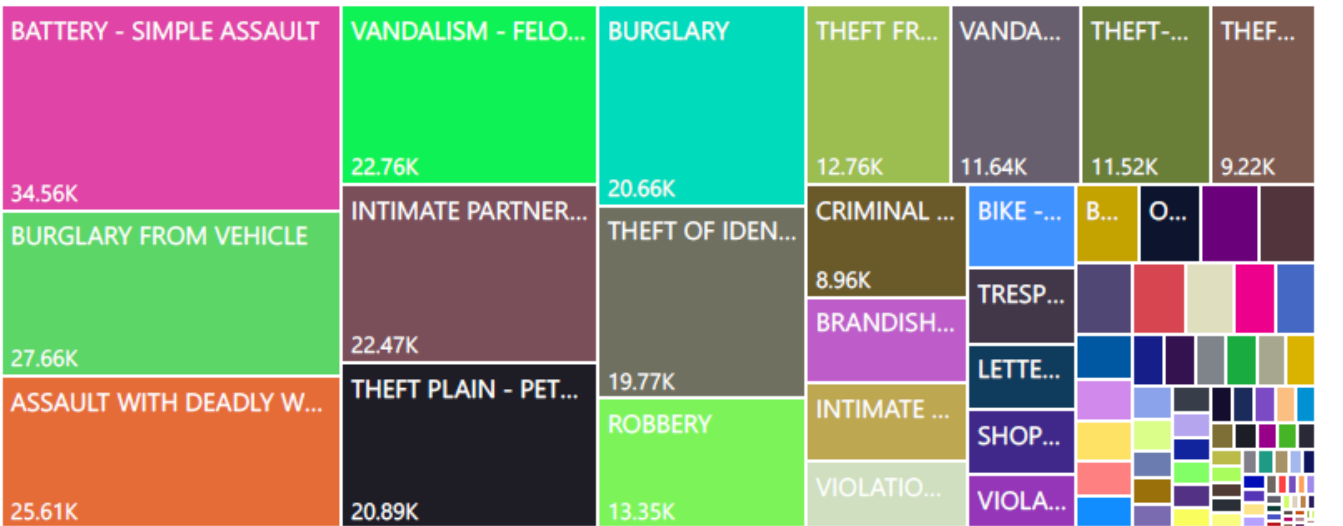 BATTERY - SIMPLE ASSAULT
34.56K
BURGLARY FROM VEHICLE
27.66K
ASSAULT WITH DEADLY W...
25.61K
VANDALISM - FELO...
22.76K
INTIMATE PARTNER...
22.47K
THEFT PLAIN - PET...
20.89K
BURGLARY
20.66K
THEFT OF IDEN...
19.77K
ROBBERY
13.35K
THEFT FR...
12.76K
VANDA...
11.64K
THEFT-...
11.52K
THEF...
9.22K
CRIMINAL ...
8.96K
BRANDISH...
INTIMATE ...
VIOLATIO...
BIKE -...
TRESP...
LETTE...
SHOP...
VIOLA...
B...
O...